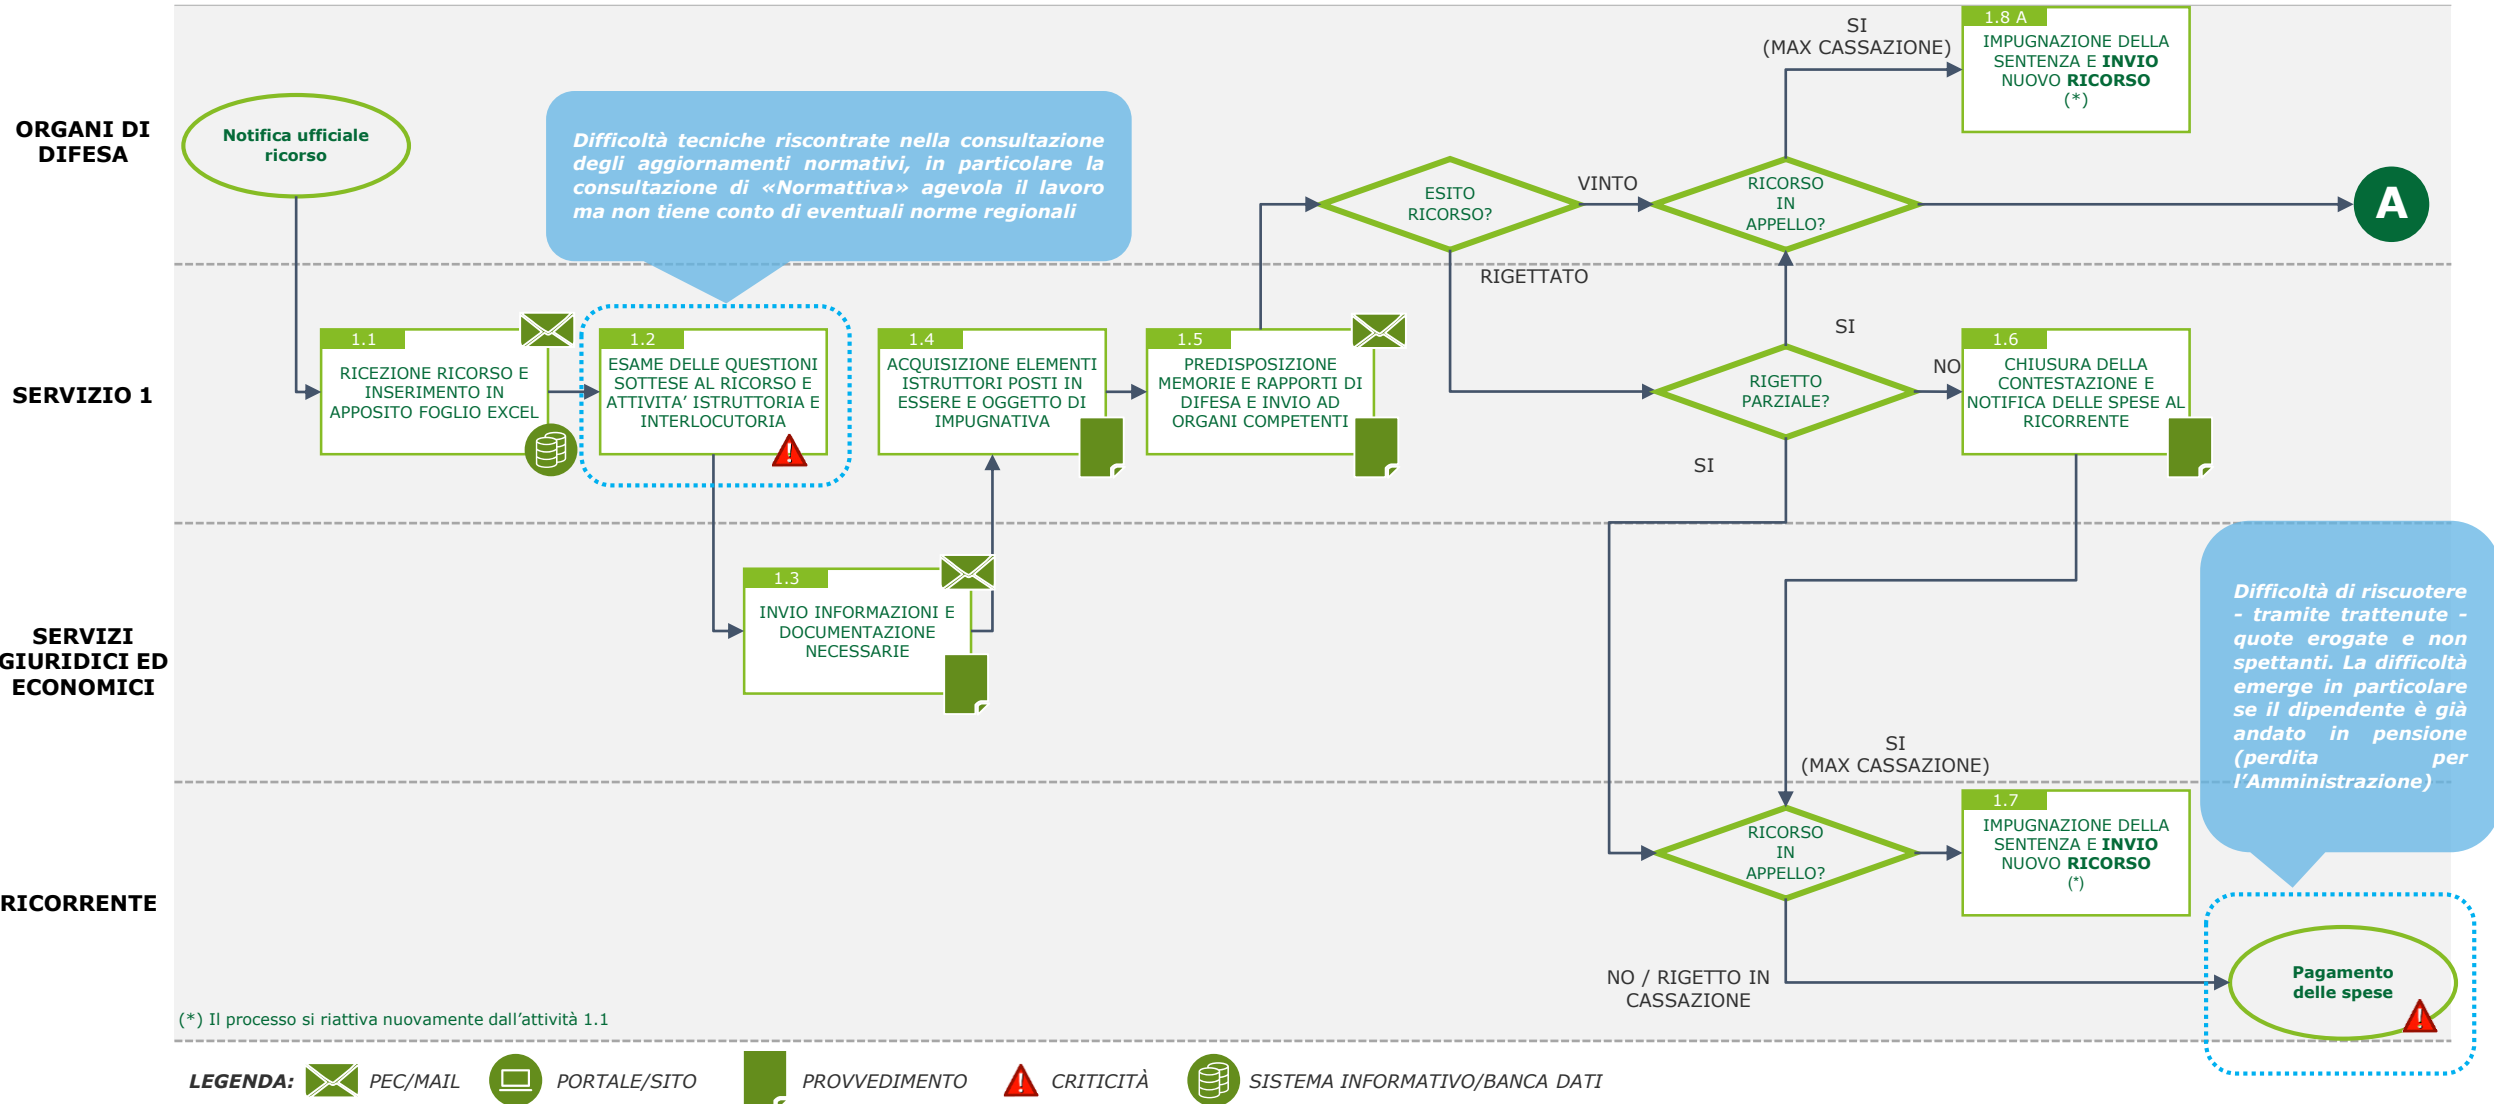 SI
(MAX CASSAZIONE)
1.8 A
IMPUGNAZIONE DELLA
SENTENZA E INVIO
NUOVO RICORSO
(*)
ORGANI DI
DIFESA
Notifica ufficiale
ricorso
Difficoltà tecniche riscontrate nella consultazione
degli aggiornamenti normativi, in particolare la
consultazione di «Normattiva» agevola il lavoro
ma non tiene conto di eventuali norme regionali
ESITO
RICORSO?
VINTO
RICORSO
IN
APPELLO?
A
RIGETTATO
SERVIZIO 1
1.1
RICEZIONE RICORSO E
INSERIMENTO IN
APPOSITO FOGLIO EXCEL
1.2
ESAME DELLE QUESTIONI
SOTTESE AL RICORSO E
ATTIVITA’ ISTRUTTORIA E
INTERLOCUTORIA
1.4
ACQUISIZIONE ELEMENTI
ISTRUTTORI POSTI IN
ESSERE E OGGETTO DI
IMPUGNATIVA
1.5
PREDISPOSIZIONE
MEMORIE E RAPPORTI DI
DIFESA E INVIO AD
ORGANI COMPETENTI
SI
RIGETTO
PARZIALE?
NO
1.6
CHIUSURA DELLA
CONTESTAZIONE E
NOTIFICA DELLE SPESE AL
RICORRENTE
SI
SERVIZI
GIURIDICI ED
ECONOMICI
1.3
INVIO INFORMAZIONI E
DOCUMENTAZIONE
NECESSARIE
Difficoltà di riscuotere
– tramite trattenute –
quote erogate e non
spettanti. La difficoltà
emerge in particolare
se il dipendente è già
andato in pensione
(perdita per
l’Amministrazione)
SI
(MAX CASSAZIONE)
RICORRENTE
RICORSO
IN
APPELLO?
1.7
IMPUGNAZIONE DELLA
SENTENZA E INVIO
NUOVO RICORSO
(*)
NO / RIGETTO IN
CASSAZIONE
Pagamento
delle spese
(*) Il processo si riattiva nuovamente dall’attività 1.1
LEGENDA: PEC/MAIL PORTALE/SITO PROVVEDIMENTO CRITICITÀ SISTEMA INFORMATIVO/BANCA DATI